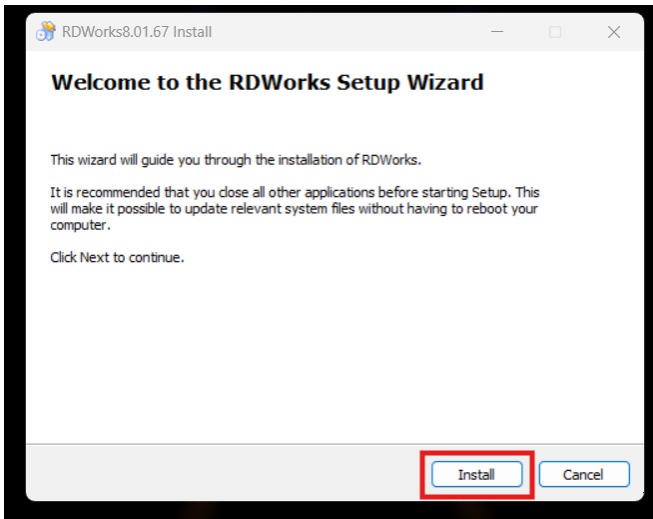 RDWorks8.01.67 Install
Welcome to the RDWorks Setup Wizard
This wizard will guide you through the installation of RDWorks.
It is recommended that you close all other applications before starting Setup. This
will make it possible to update relevant system files without having to reboot your
computer.
Click Next to continue.
Install
Cancel